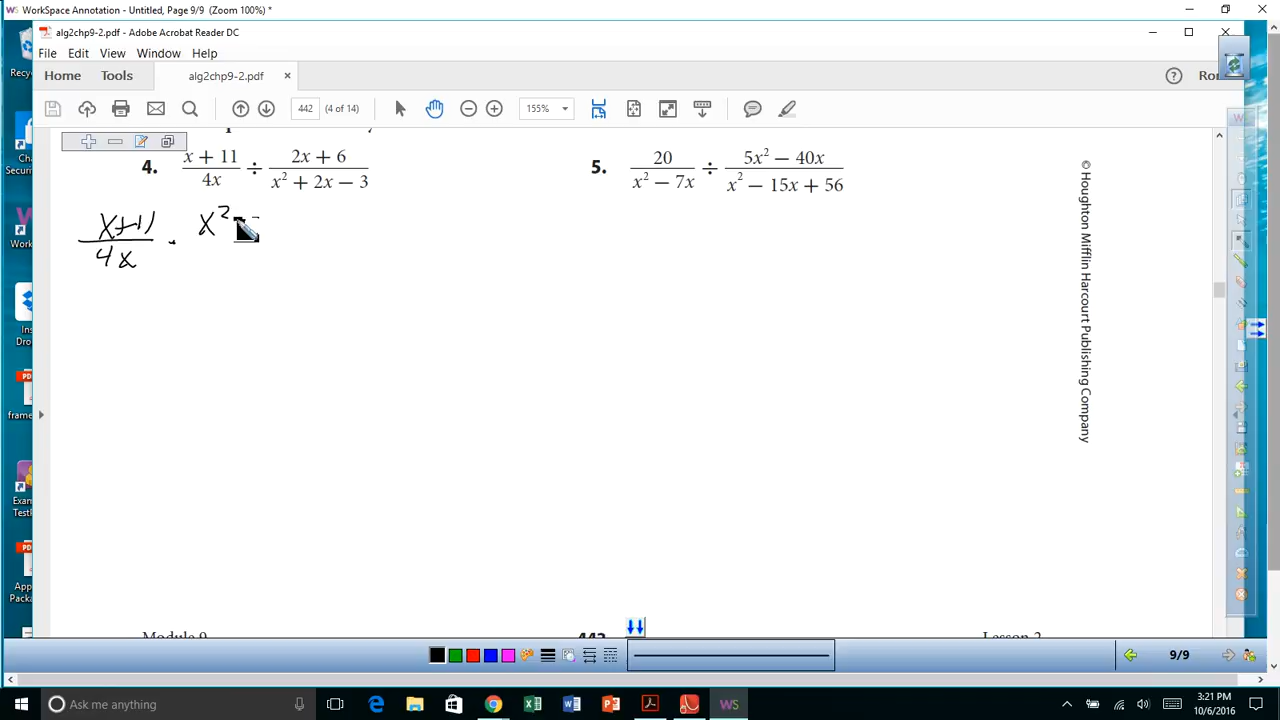 WorkSpace Annotation - Untitled, Page 9/9 (Zoom 100%) *
alg2chp9-2.pdf - Adobe Acrobat Reader DC
File Edit View Window Help
Home Tools alg2chp9-2.pdf ×
442 (4 of 14) 155%
4. x + 11 / 4x ÷ 2x + 6 / x² + 2x − 3
5. 20 / x² − 7x ÷ 5x² − 40x / x² − 15x + 56
x+11 / 4x · x²
© Houghton Mifflin Harcourt Publishing Company
Module 9 442 Lesson 2
9/9
Ask me anything
3:21 PM
10/6/2016